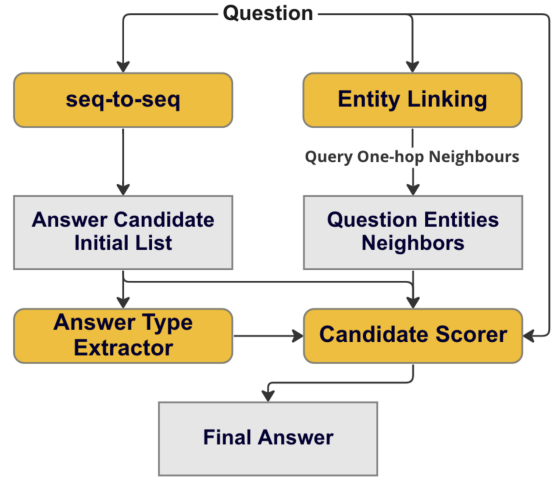 Question
seq-to-seq
Entity Linking
Query One-hop Neighbours
Answer Candidate
Initial List
Question Entities
Neighbors
Answer Type
Extractor
Candidate Scorer
Final Answer